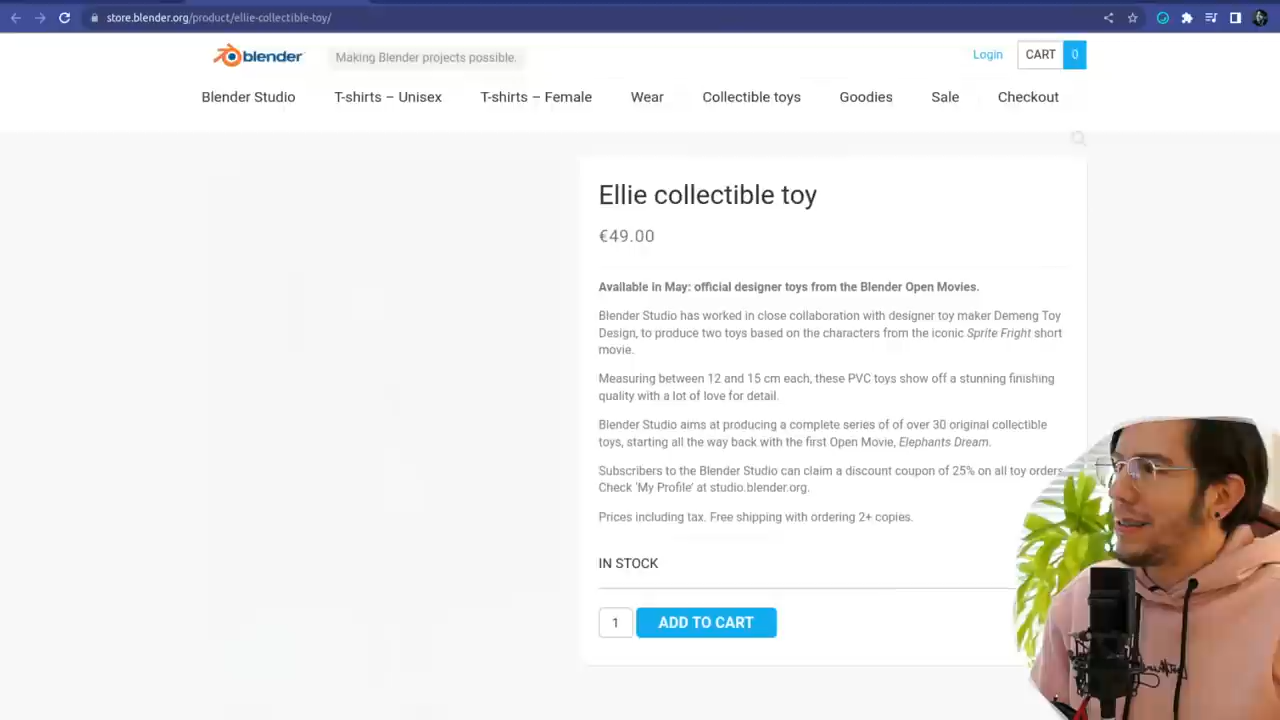 store.blender.org/product/ellie-collectible-toy/
blender
Making Blender projects possible.
Login
CART
0
Blender Studio
T-shirts – Unisex
T-shirts – Female
Wear
Collectible toys
Goodies
Sale
Checkout
Ellie collectible toy
€49.00
Available in May: official designer toys from the Blender Open Movies.
Blender Studio has worked in close collaboration with designer toy maker Demeng Toy
Design, to produce two toys based on the characters from the iconic Sprite Fright short
movie.
Measuring between 12 and 15 cm each, these PVC toys show off a stunning finishing
quality with a lot of love for detail.
Blender Studio aims at producing a complete series of of over 30 original collectible
toys, starting all the way back with the first Open Movie, Elephants Dream.
Subscribers to the Blender Studio can claim a discount coupon of 25% on all toy orders.
Check 'My Profile' at studio.blender.org.
Prices including tax. Free shipping with ordering 2+ copies.
IN STOCK
1
ADD TO CART